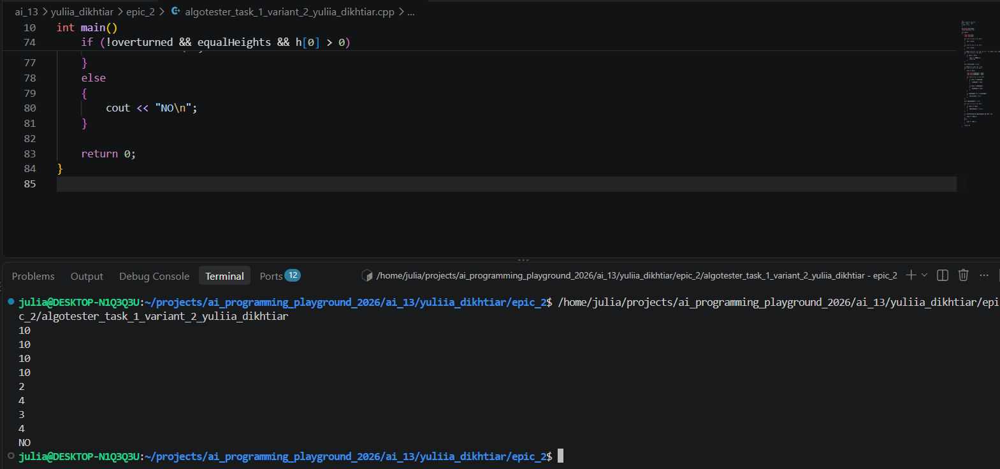 ai_13 > yuliia_dikhtiar > epic_2 > algotester_task_1_variant_2_yuliia_dikhtiar.cpp > ...
10 int main()
74 if (!overturned && equalHeights && h[0] > 0)
77 }
78 else
79 {
80 cout << "NO\n";
81 }
82
83 return 0;
84 }
85
Problems Output Debug Console Terminal Ports 12 /home/julia/projects/ai_programming_playground_2026/ai_13/yuliia_dikhtiar/epic_2/algotester_task_1_variant_2_yuliia_dikhtiar - epic_2
julia@DESKTOP-N1Q3Q3U:~/projects/ai_programming_playground_2026/ai_13/yuliia_dikhtiar/epic_2$ /home/julia/projects/ai_programming_playground_2026/ai_13/yuliia_dikhtiar/epi
c_2/algotester_task_1_variant_2_yuliia_dikhtiar
10
10
10
10
2
4
3
4
NO
julia@DESKTOP-N1Q3Q3U:~/projects/ai_programming_playground_2026/ai_13/yuliia_dikhtiar/epic_2$